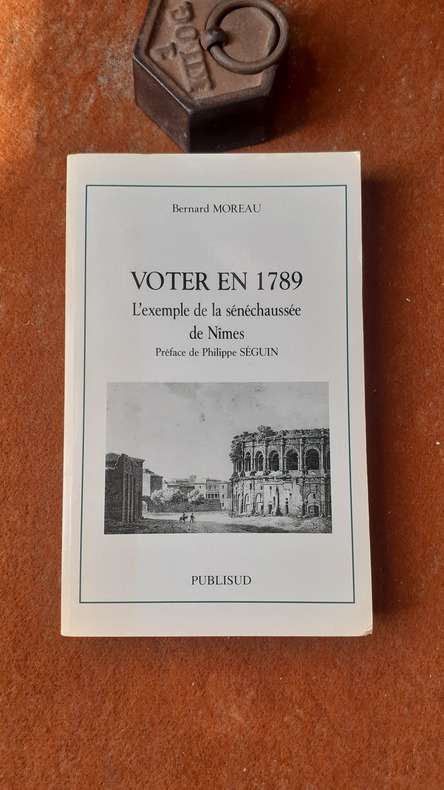 Bernard MOREAU
VOTER EN 1789
L'exemple de la sénéchaussée
de Nîmes
Préface de Philippe SÉGUIN
PUBLISUD